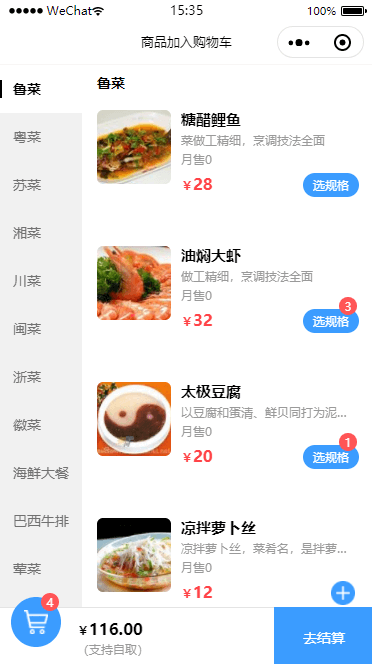 WeChat 15:35 100%
商品加入购物车
鲁菜
粤菜
苏菜
湘菜
川菜
闽菜
浙菜
徽菜
海鲜大餐
巴西牛排
荤菜
鲁菜
糖醋鲤鱼
菜做工精细，烹调技法全面
月售0
￥28 选规格
油焖大虾
做工精细，烹调技法全面
月售0
3
￥32 选规格
太极豆腐
以豆腐和蛋清、鲜贝同打为泥...
月售0
1
￥20 选规格
凉拌萝卜丝
凉拌萝卜丝，菜肴名，是拌萝...
月售0
￥12
4
￥116.00
(支持自取)
去结算